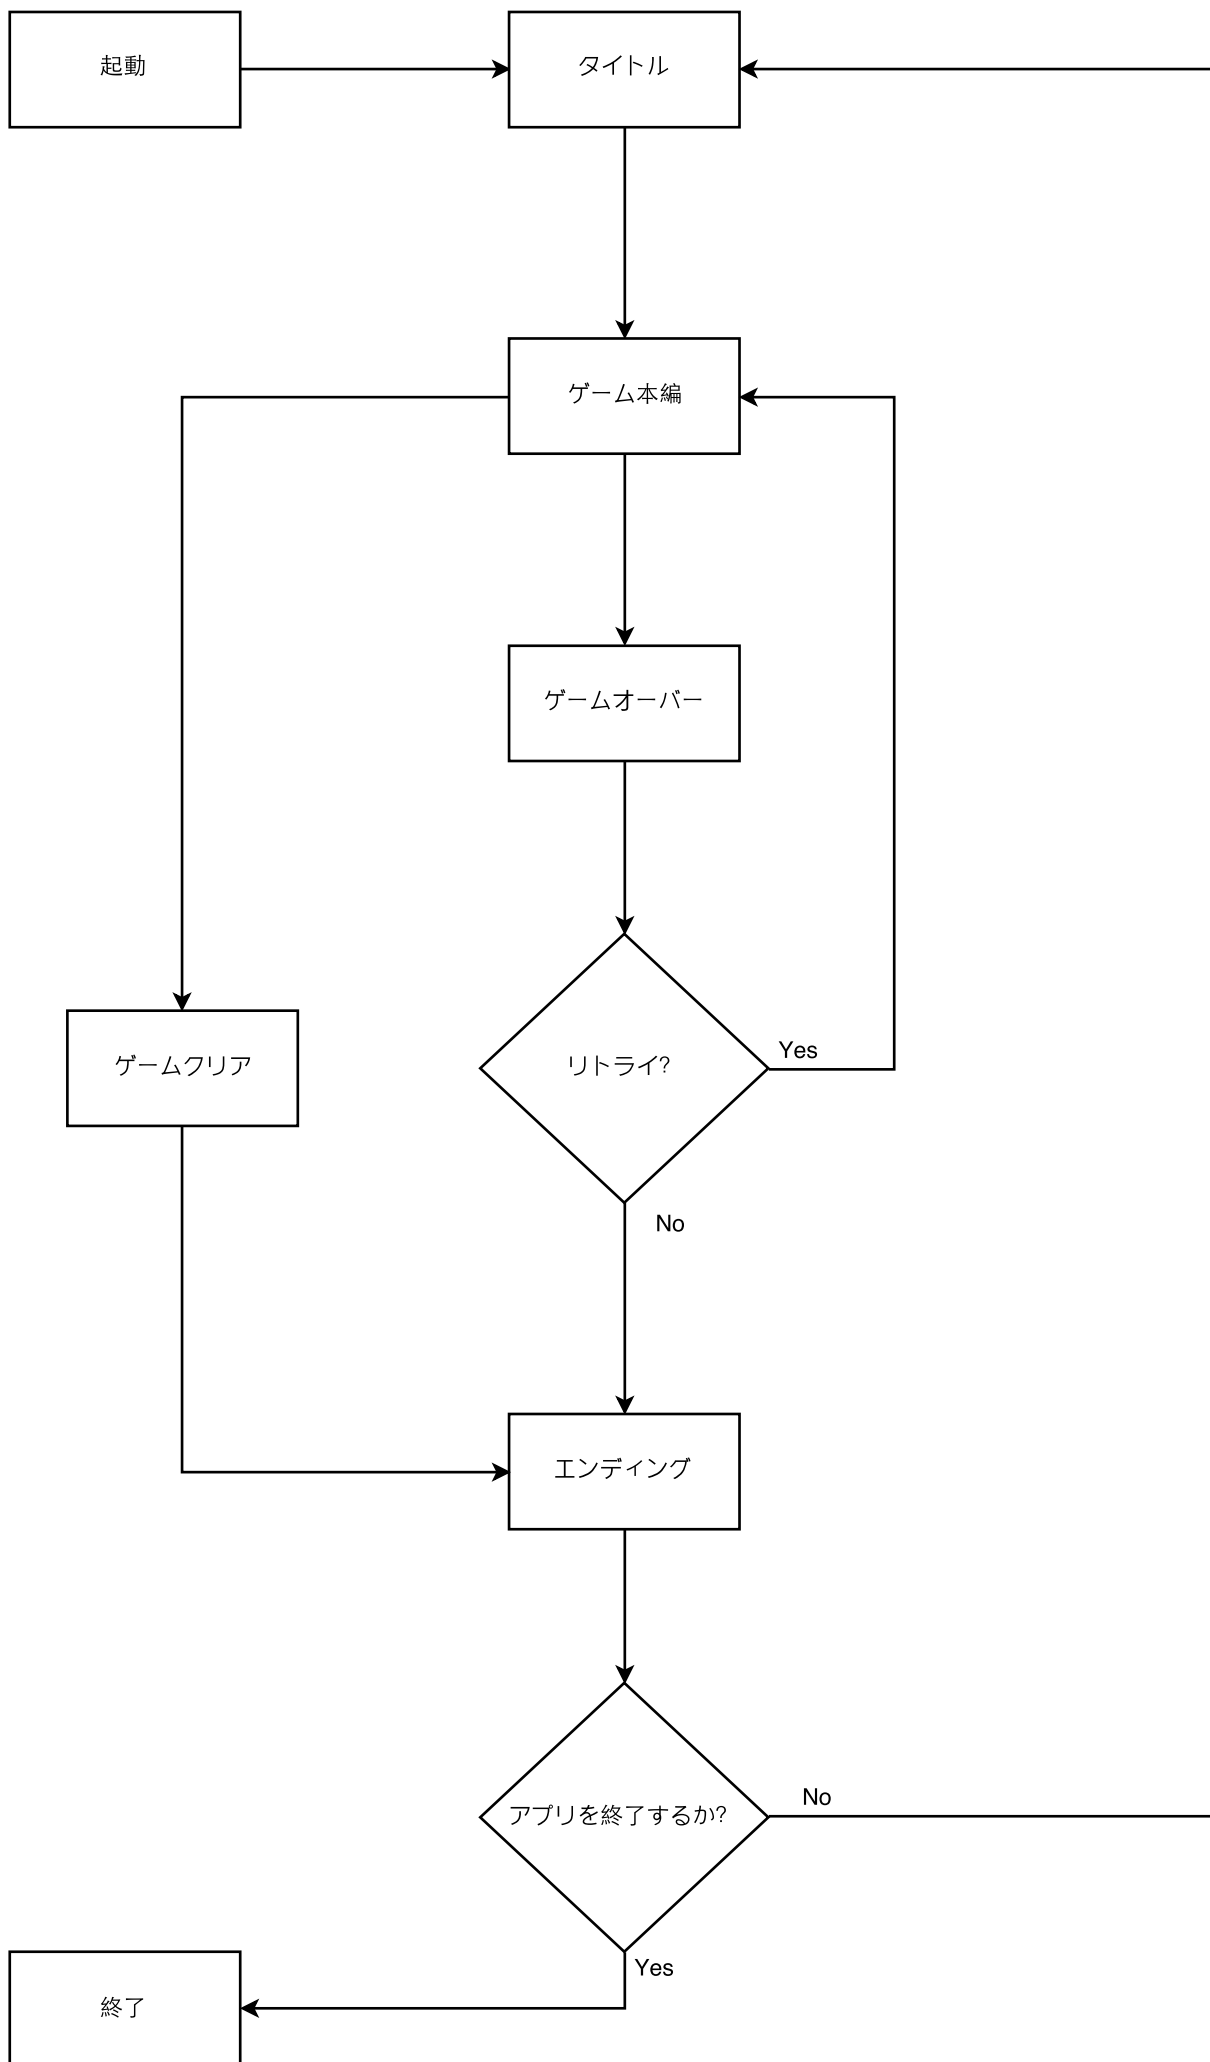 起動
タイトル
ゲーム本編
ゲームオーバー
ゲームクリア
リトライ?
Yes
No
エンディング
アプリを終了するか?
No
Yes
終了